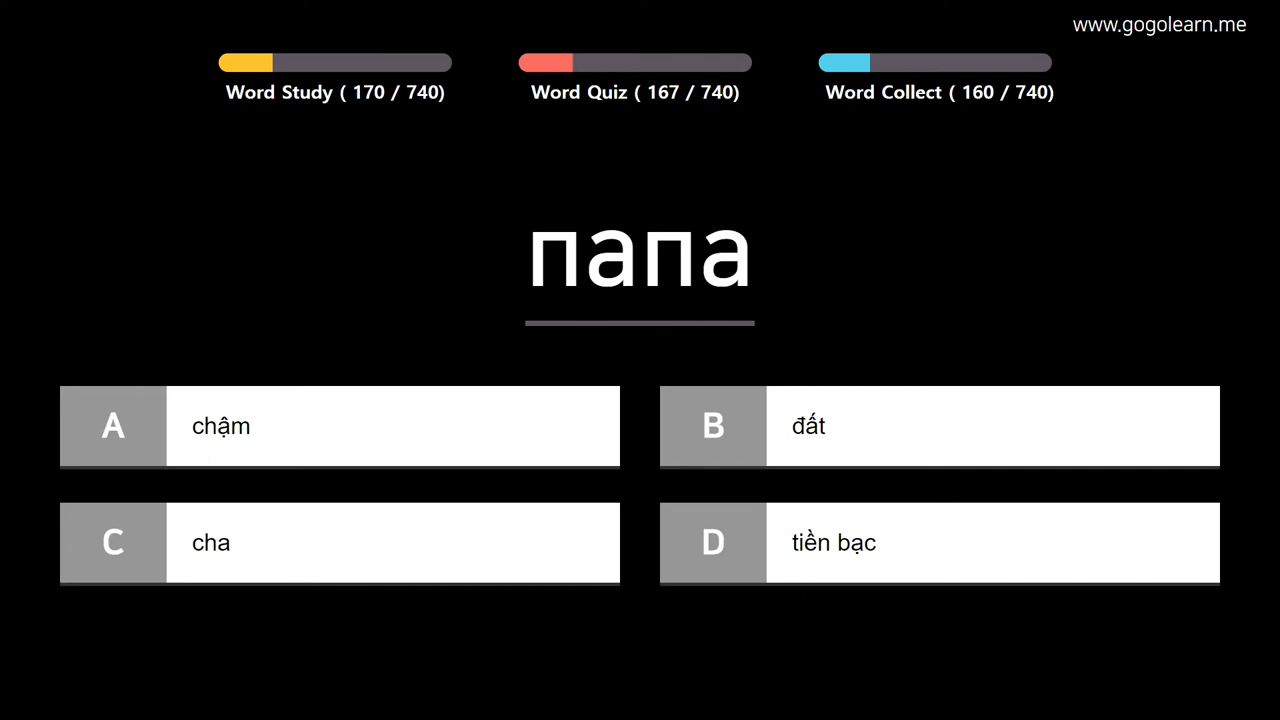 www.gogolearn.me
Word Study ( 170 / 740)
Word Quiz ( 167 / 740)
Word Collect ( 160 / 740)
папа
A chậm
B đất
C cha
D tiền bạc